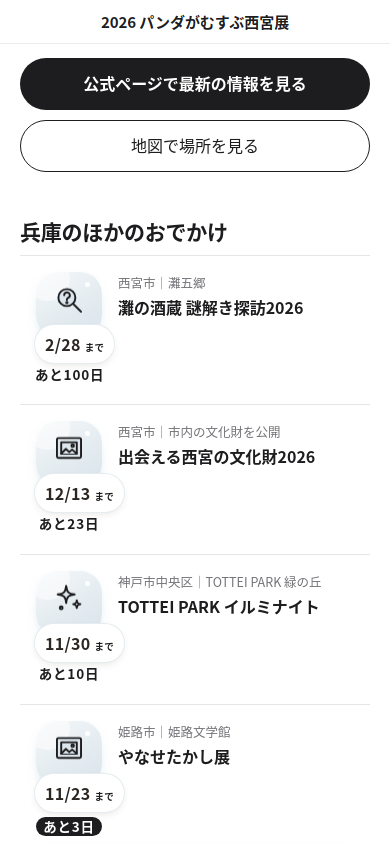 2026 パンダがむすぶ西宮展
公式ページで最新の情報を見る
地図で場所を見る
兵庫のほかのおでかけ
西宮市｜灘五郷
灘の酒蔵 謎解き探訪2026
2/28 まで
あと100日
西宮市｜市内の文化財を公開
出会える西宮の文化財2026
12/13 まで
あと23日
神戸市中央区｜TOTTEI PARK 緑の丘
TOTTEI PARK イルミナイト
11/30 まで
あと10日
姫路市｜姫路文学館
やなせたかし展
11/23 まで
あと3日